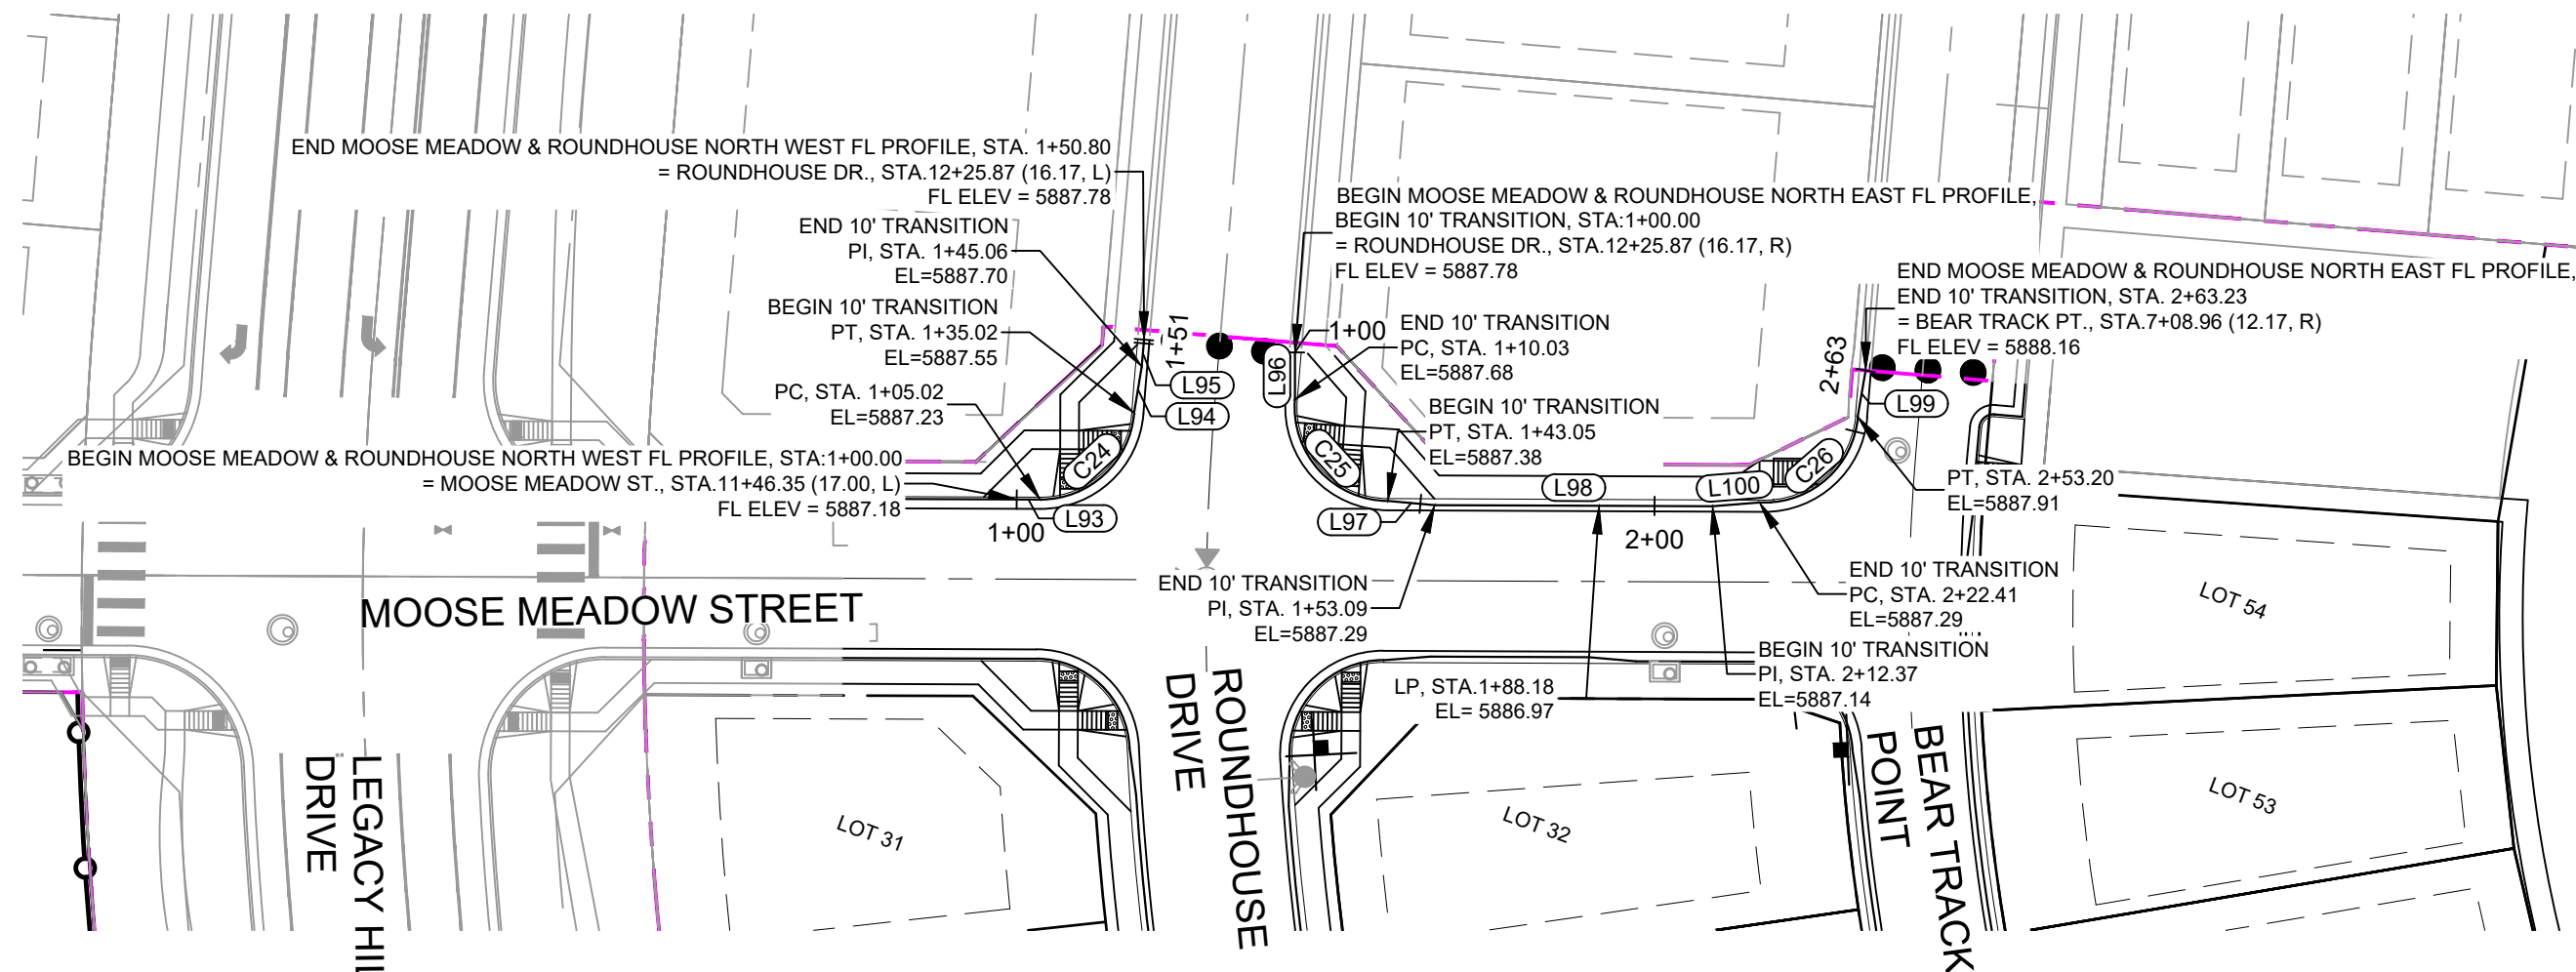 END MOOSE MEADOW & ROUNDHOUSE NORTH WEST FL PROFILE, STA. 1+50.80
= ROUNDHOUSE DR., STA.12+25.87 (16.17, L)
FL ELEV = 5887.78
END 10' TRANSITION
PI, STA. 1+45.06
EL=5887.70
BEGIN 10' TRANSITION
PT, STA. 1+35.02
EL=5887.55
PC, STA. 1+05.02
EL=5887.23
BEGIN MOOSE MEADOW & ROUNDHOUSE NORTH WEST FL PROFILE, STA:1+00.00
= MOOSE MEADOW ST., STA.11+46.35 (17.00, L)
FL ELEV = 5887.18
1+00
L93
C24
L94
L95
1+51
BEGIN MOOSE MEADOW & ROUNDHOUSE NORTH EAST FL PROFILE,
BEGIN 10' TRANSITION, STA:1+00.00
= ROUNDHOUSE DR., STA.12+25.87 (16.17, R)
FL ELEV = 5887.78
1+00
L96
END 10' TRANSITION
PC, STA. 1+10.03
EL=5887.68
BEGIN 10' TRANSITION
PT, STA. 1+43.05
EL=5887.38
C25
L97
L98
L100
C26
2+00
END MOOSE MEADOW & ROUNDHOUSE NORTH EAST FL PROFILE,
END 10' TRANSITION, STA. 2+63.23
= BEAR TRACK PT., STA.7+08.96 (12.17, R)
FL ELEV = 5888.16
2+63
L99
PT, STA. 2+53.20
EL=5887.91
END 10' TRANSITION
PI, STA. 1+53.09
EL=5887.29
END 10' TRANSITION
PC, STA. 2+22.41
EL=5887.29
BEGIN 10' TRANSITION
PI, STA. 2+12.37
EL=5887.14
LP, STA.1+88.18
EL= 5886.97
MOOSE MEADOW STREET
LEGACY HIL
DRIVE
ROUNDHOUSE
DRIVE
BEAR TRACK
POINT
LOT 31
LOT 32
LOT 54
LOT 53